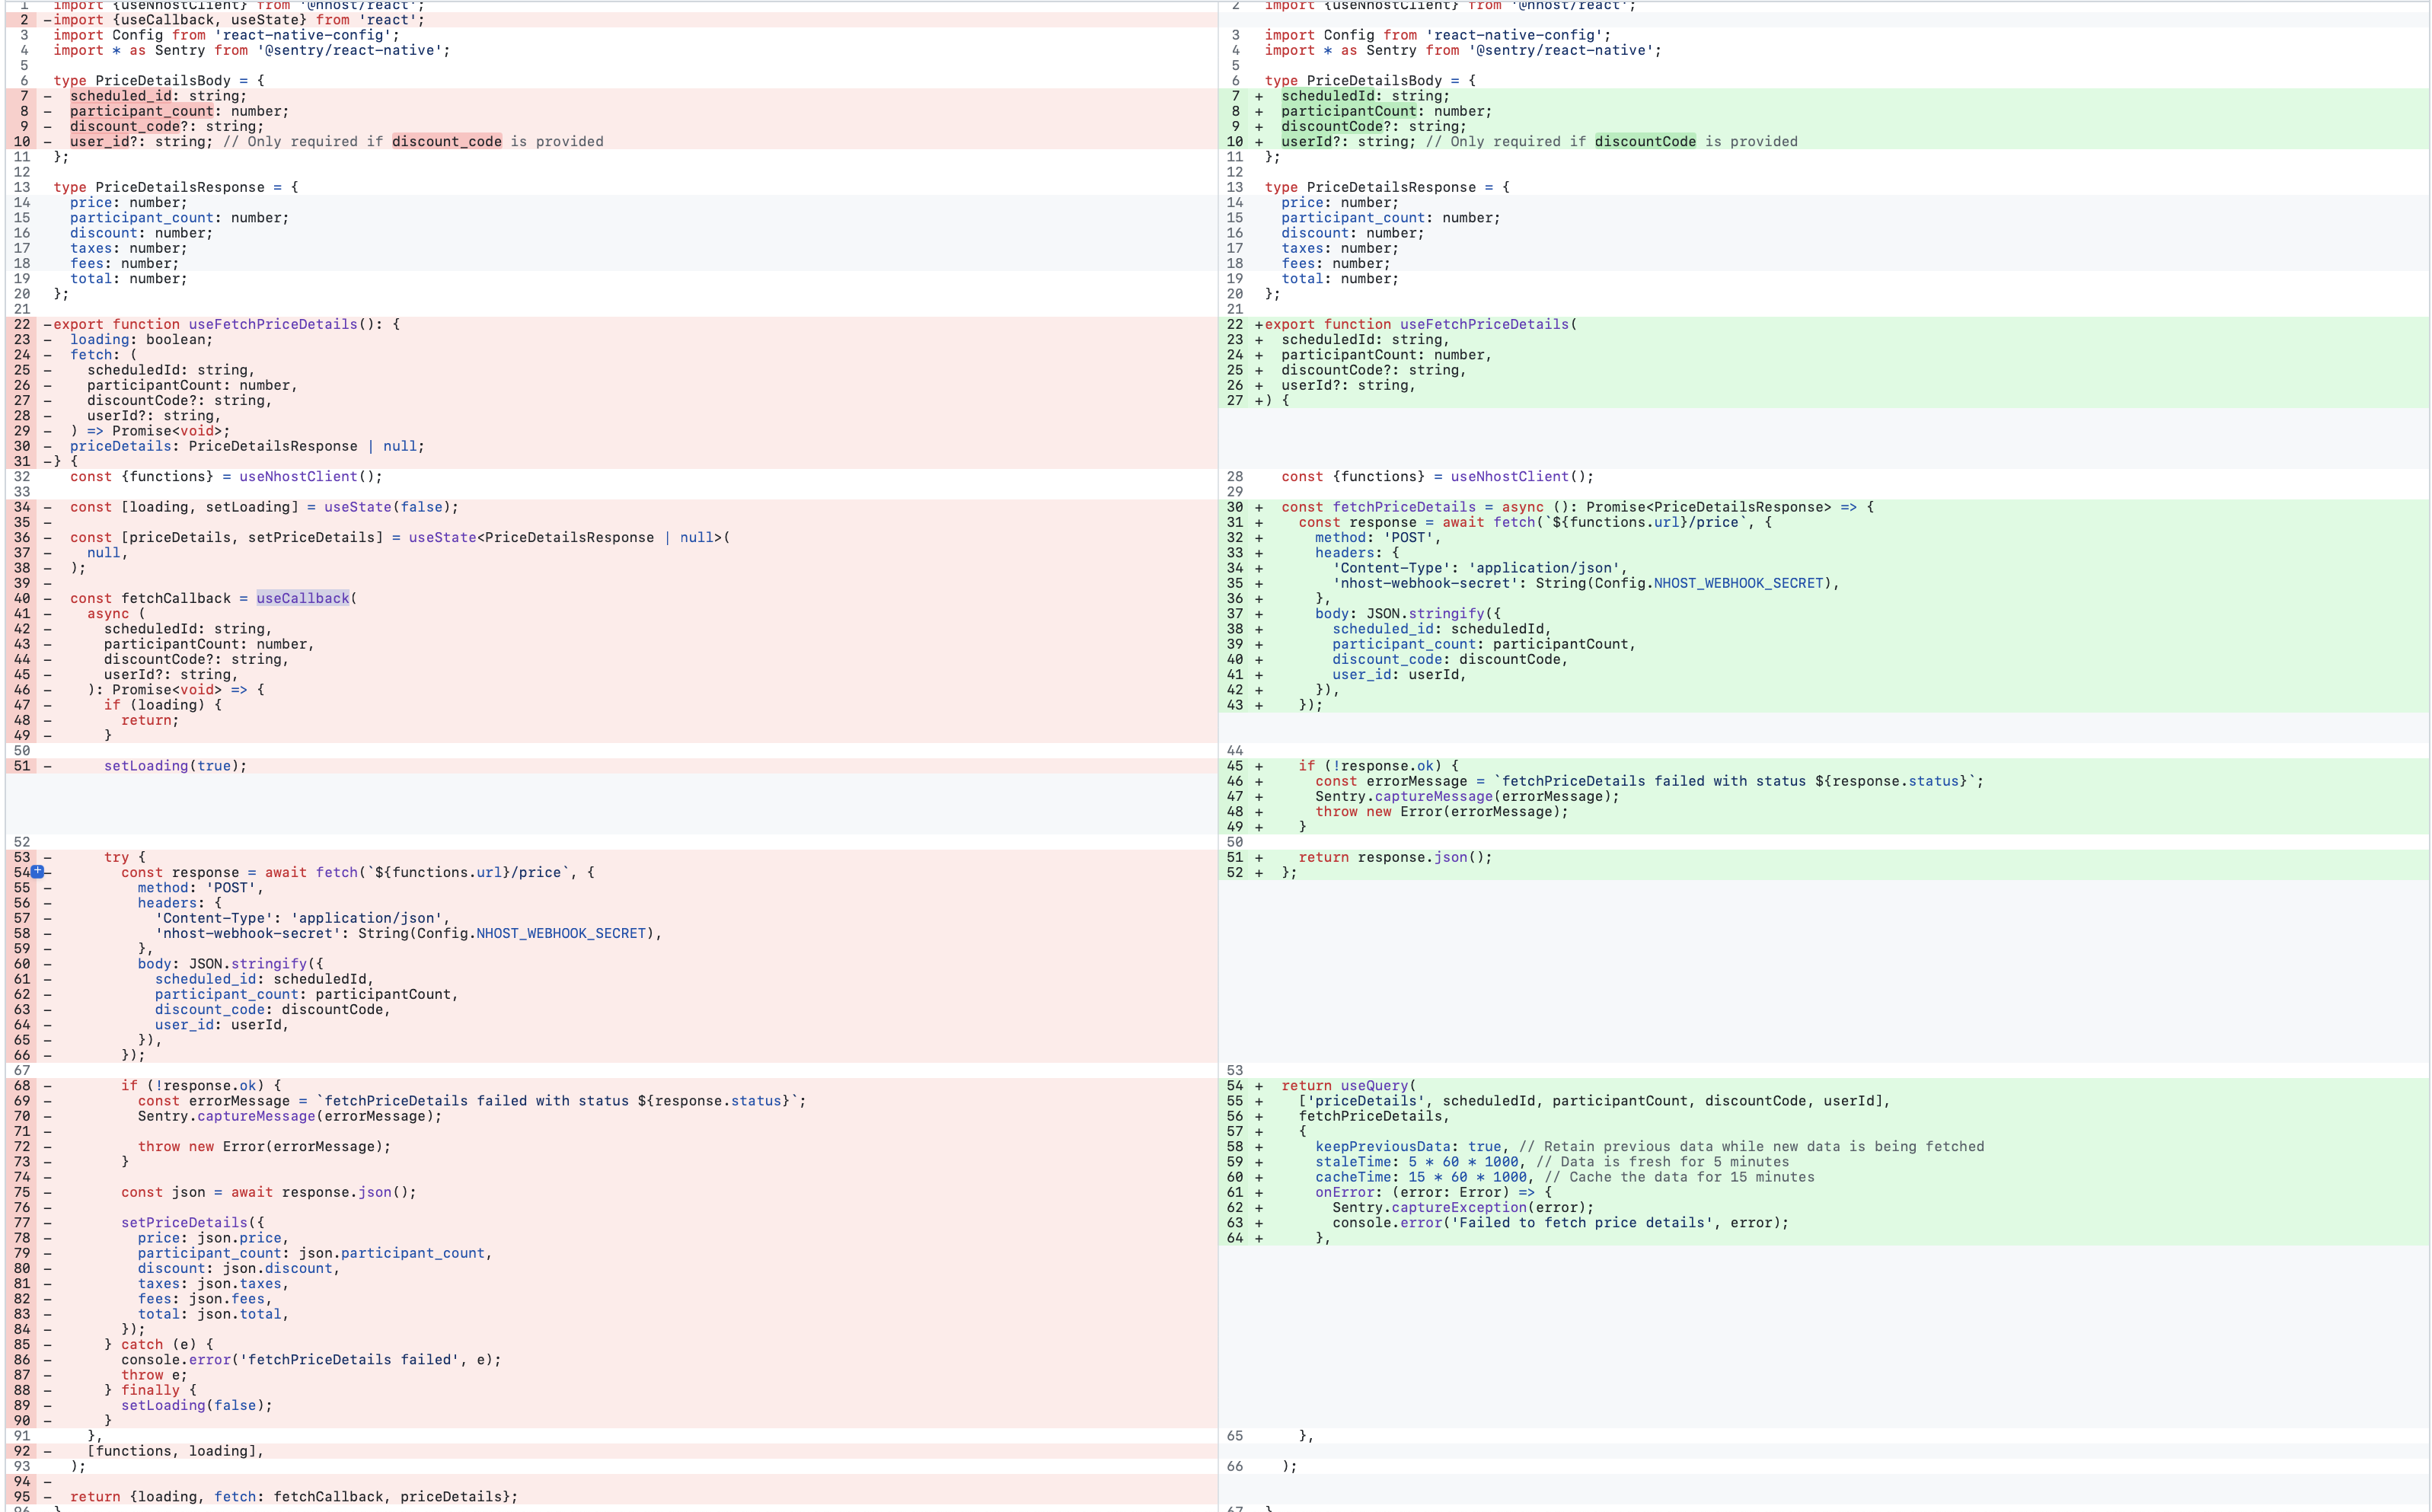 1 import {useNhostClient} from '@nhost/react';
2 -import {useCallback, useState} from 'react';
3 import Config from 'react-native-config';
4 import * as Sentry from '@sentry/react-native';
5
6 type PriceDetailsBody = {
7 - scheduled_id: string;
8 - participant_count: number;
9 - discount_code?: string;
10 - user_id?: string; // Only required if discount_code is provided
11 };
12
13 type PriceDetailsResponse = {
14 price: number;
15 participant_count: number;
16 discount: number;
17 taxes: number;
18 fees: number;
19 total: number;
20 };
21
22 -export function useFetchPriceDetails(): {
23 - loading: boolean;
24 - fetch: (
25 - scheduledId: string,
26 - participantCount: number,
27 - discountCode?: string,
28 - userId?: string,
29 - ) => Promise<void>;
30 - priceDetails: PriceDetailsResponse | null;
31 -} {
32 const {functions} = useNhostClient();
33
34 - const [loading, setLoading] = useState(false);
35 -
36 - const [priceDetails, setPriceDetails] = useState<PriceDetailsResponse | null>(
37 - null,
38 - );
39 -
40 - const fetchCallback = useCallback(
41 - async (
42 - scheduledId: string,
43 - participantCount: number,
44 - discountCode?: string,
45 - userId?: string,
46 - ): Promise<void> => {
47 - if (loading) {
48 - return;
49 - }
50
51 - setLoading(true);
52
53 - try {
54 - const response = await fetch(`${functions.url}/price`, {
55 - method: 'POST',
56 - headers: {
57 - 'Content-Type': 'application/json',
58 - 'nhost-webhook-secret': String(Config.NHOST_WEBHOOK_SECRET),
59 - },
60 - body: JSON.stringify({
61 - scheduled_id: scheduledId,
62 - participant_count: participantCount,
63 - discount_code: discountCode,
64 - user_id: userId,
65 - }),
66 - });
67
68 - if (!response.ok) {
69 - const errorMessage = `fetchPriceDetails failed with status ${response.status}`;
70 - Sentry.captureMessage(errorMessage);
71 -
72 - throw new Error(errorMessage);
73 - }
74 -
75 - const json = await response.json();
76 -
77 - setPriceDetails({
78 - price: json.price,
79 - participant_count: json.participant_count,
80 - discount: json.discount,
81 - taxes: json.taxes,
82 - fees: json.fees,
83 - total: json.total,
84 - });
85 - } catch (e) {
86 - console.error('fetchPriceDetails failed', e);
87 - throw e;
88 - } finally {
89 - setLoading(false);
90 - }
91 },
92 - [functions, loading],
93 );
94 -
95 - return {loading, fetch: fetchCallback, priceDetails};
96 }
2 import {useNhostClient} from '@nhost/react';
3 import Config from 'react-native-config';
4 import * as Sentry from '@sentry/react-native';
5
6 type PriceDetailsBody = {
7 + scheduledId: string;
8 + participantCount: number;
9 + discountCode?: string;
10 + userId?: string; // Only required if discountCode is provided
11 };
12
13 type PriceDetailsResponse = {
14 price: number;
15 participant_count: number;
16 discount: number;
17 taxes: number;
18 fees: number;
19 total: number;
20 };
21
22 +export function useFetchPriceDetails(
23 + scheduledId: string,
24 + participantCount: number,
25 + discountCode?: string,
26 + userId?: string,
27 +) {
28 const {functions} = useNhostClient();
29
30 + const fetchPriceDetails = async (): Promise<PriceDetailsResponse> => {
31 + const response = await fetch(`${functions.url}/price`, {
32 + method: 'POST',
33 + headers: {
34 + 'Content-Type': 'application/json',
35 + 'nhost-webhook-secret': String(Config.NHOST_WEBHOOK_SECRET),
36 + },
37 + body: JSON.stringify({
38 + scheduled_id: scheduledId,
39 + participant_count: participantCount,
40 + discount_code: discountCode,
41 + user_id: userId,
42 + }),
43 + });
44
45 + if (!response.ok) {
46 + const errorMessage = `fetchPriceDetails failed with status ${response.status}`;
47 + Sentry.captureMessage(errorMessage);
48 + throw new Error(errorMessage);
49 + }
50
51 + return response.json();
52 + };
53
54 + return useQuery(
55 + ['priceDetails', scheduledId, participantCount, discountCode, userId],
56 + fetchPriceDetails,
57 + {
58 + keepPreviousData: true, // Retain previous data while new data is being fetched
59 + staleTime: 5 * 60 * 1000, // Data is fresh for 5 minutes
60 + cacheTime: 15 * 60 * 1000, // Cache the data for 15 minutes
61 + onError: (error: Error) => {
62 + Sentry.captureException(error);
63 + console.error('Failed to fetch price details', error);
64 + },
65 },
66 );
67 }